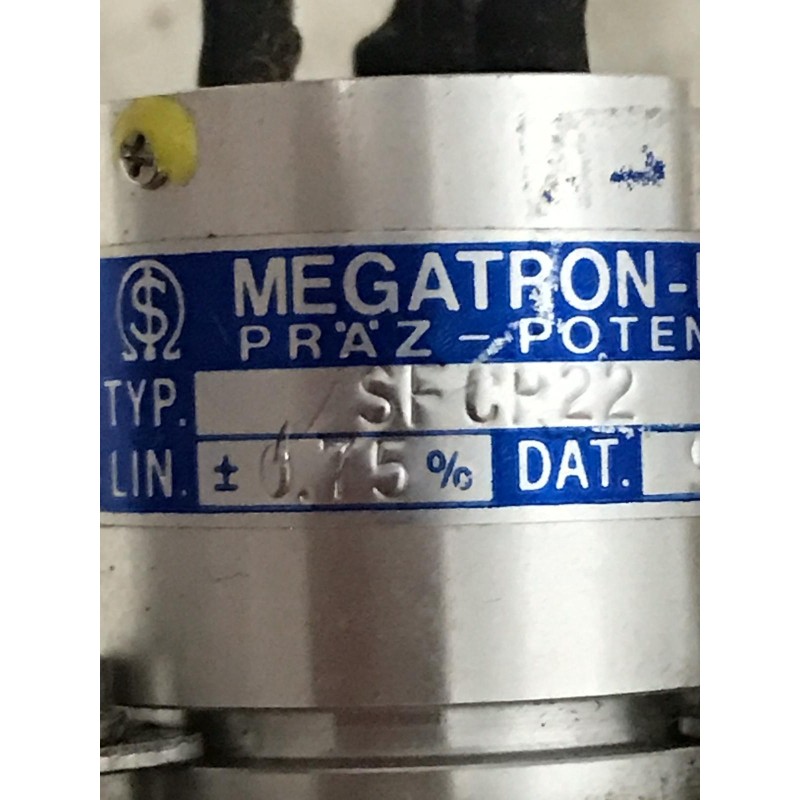 MEGATRON-
PRÄZ-POTEN
TYP. SFCP22
LIN. ± 0.75 % DAT.